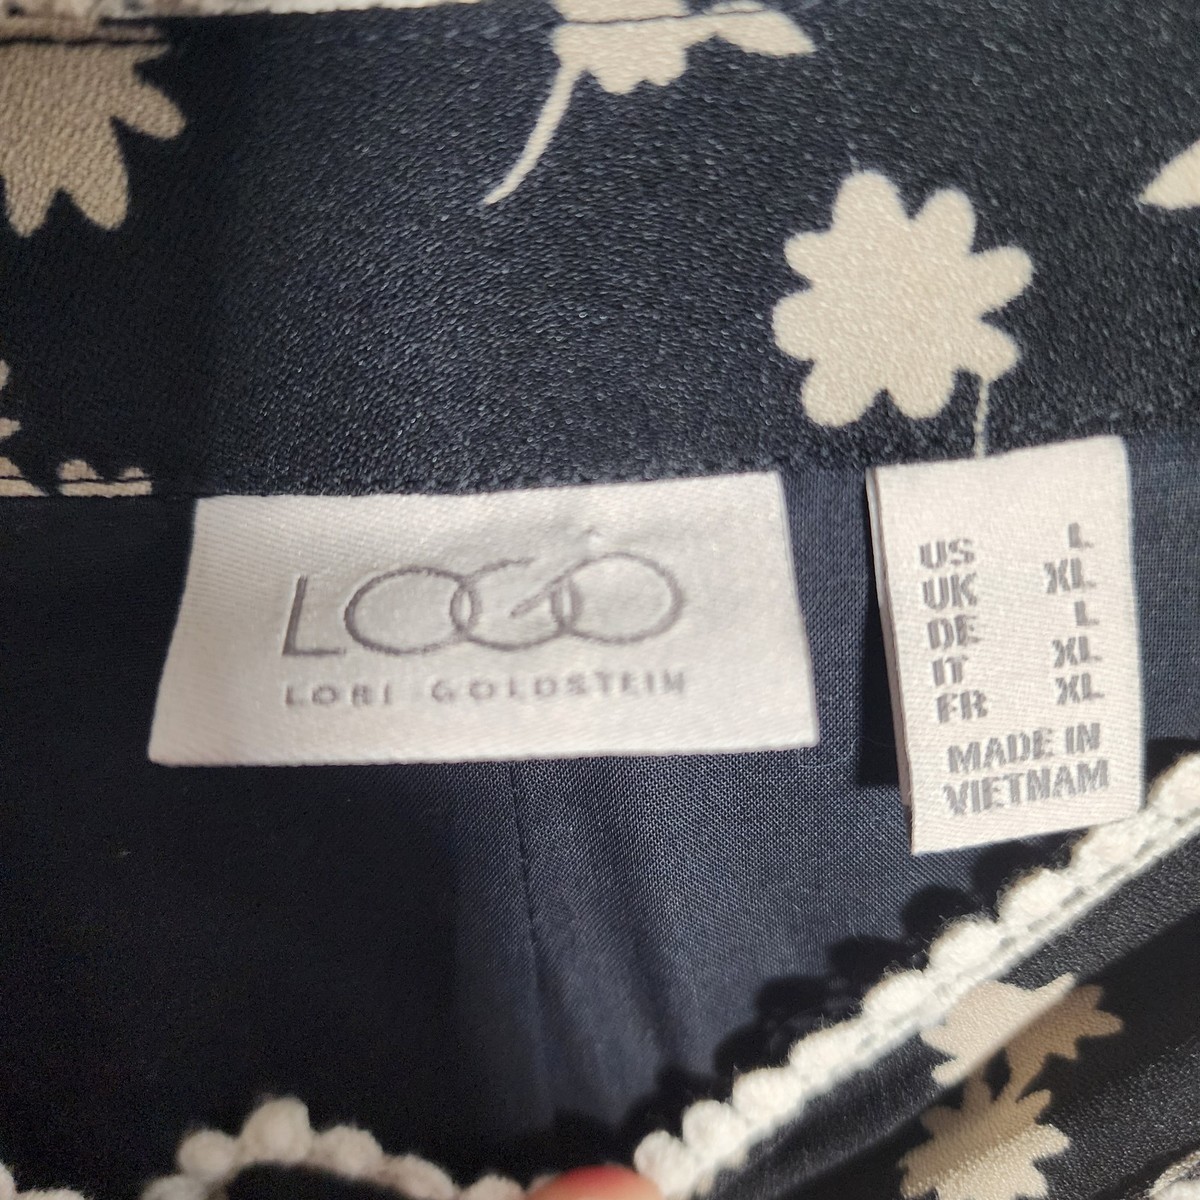 LOGO
LORI GOLDSTEIN
US L
UK XL
DE L
IT XL
FR XL
MADE IN
VIETNAM